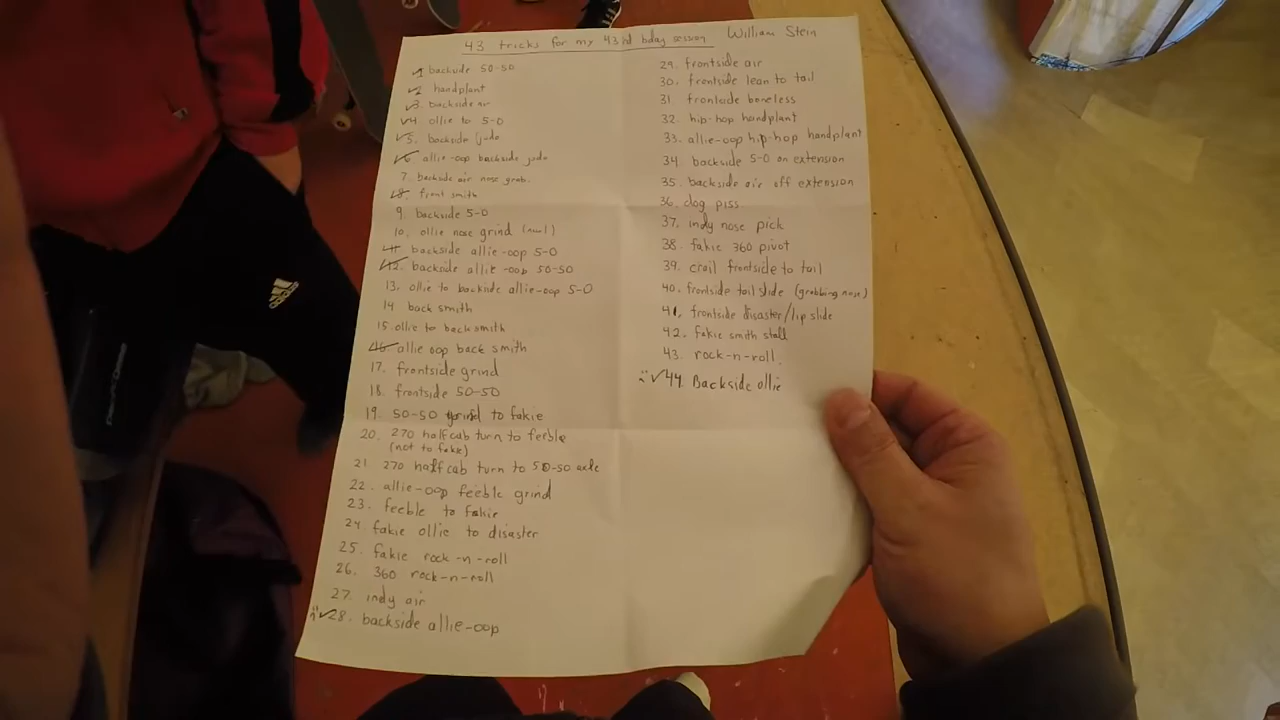 43 tricks for my 43rd bday session William Stein
1 backside 50-50
2 handplant
3. backside air
4. ollie to 5-0
5. backside jodo
6 allie-oop backside jodo
7. backside air nose grab.
8. front smith
9. backside 5-0
10. ollie nose grind
11 backside allie-oop 5-0
12. backside allie-oop 50-50
13. ollie to backside allie-oop 5-0
14 back smith
15. ollie to back smith
16. allie oop back smith
17. frontside grind
18. frontside 50-50
19. 50-50 grind to fakie
20. 270 halfcab turn to feeble
(not to fakie)
21 270 halfcab turn to 50-50 axle
22. allie-oop feeble grind
23. feeble to fakie
24 fakie ollie to disaster
25. fakie rock-n-roll
26. 360 rock-n-roll
27. indy air
28. backside allie-oop
29. frontside air
30. frontside lean to tail
31. frontside boneless
32. hip-hop handplant
33. allie-oop hip-hop handplant
34. backside 5-0 on extension
35. backside air off extension
36. dog piss
37. indy nose pick
38. fakie 360 pivot
39. crail frontside to tail
40. frontside tail slide (grabbing nose)
41. frontside disaster/lip slide
42. fakie smith stall
43. rock-n-roll.
44. Backside ollie
adidas